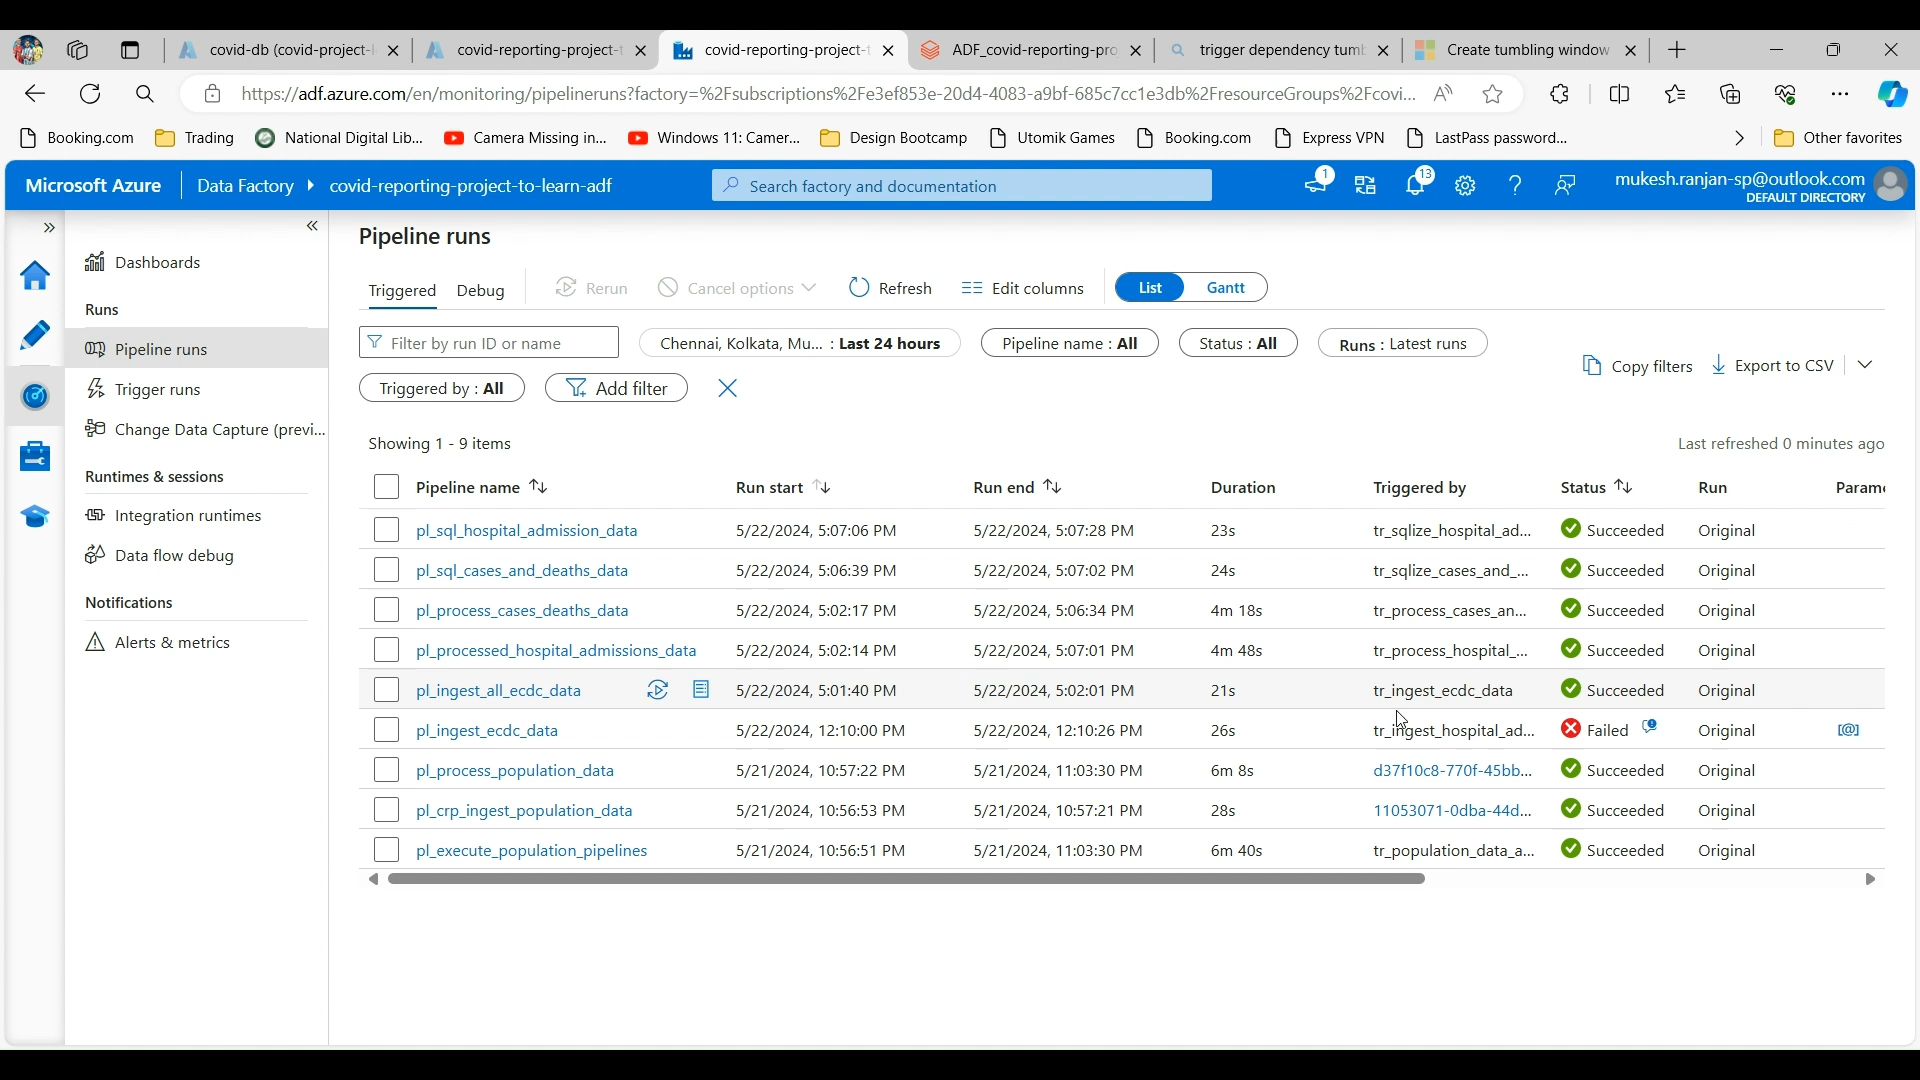 covid-db (covid-project-l
covid-reporting-project-t
covid-reporting-project-t
ADF_covid-reporting-pro
trigger dependency tumb
Create tumbling window
https://adf.azure.com/en/monitoring/pipelineruns?factory=%2Fsubscriptions%2Fe3ef853e-20d4-4083-a9bf-685c7cc1e3db%2FresourceGroups%2Fcovi...
Booking.com
Trading
National Digital Lib...
Camera Missing in...
Windows 11: Camer...
Design Bootcamp
Utomik Games
Booking.com
Express VPN
LastPass password...
Other favorites
Microsoft Azure
Data Factory
covid-reporting-project-to-learn-adf
Search factory and documentation
1
13
mukesh.ranjan-sp@outlook.com
DEFAULT DIRECTORY
Dashboards
Runs
Pipeline runs
Trigger runs
Change Data Capture (previ...
Runtimes & sessions
Integration runtimes
Data flow debug
Notifications
Alerts & metrics
Pipeline runs
Triggered Debug Rerun Cancel options Refresh Edit columns List Gantt
Filter by run ID or name Chennai, Kolkata, Mu... : Last 24 hours Pipeline name : All Status : All Runs : Latest runs
Copy filters Export to CSV
Triggered by : All Add filter
Showing 1 - 9 items Last refreshed 0 minutes ago
Pipeline name Run start Run end Duration Triggered by Status Run Parame
pl_sql_hospital_admission_data 5/22/2024, 5:07:06 PM 5/22/2024, 5:07:28 PM 23s tr_sqlize_hospital_ad... Succeeded Original
pl_sql_cases_and_deaths_data 5/22/2024, 5:06:39 PM 5/22/2024, 5:07:02 PM 24s tr_sqlize_cases_and_... Succeeded Original
pl_process_cases_deaths_data 5/22/2024, 5:02:17 PM 5/22/2024, 5:06:34 PM 4m 18s tr_process_cases_an... Succeeded Original
pl_processed_hospital_admissions_data 5/22/2024, 5:02:14 PM 5/22/2024, 5:07:01 PM 4m 48s tr_process_hospital_... Succeeded Original
pl_ingest_all_ecdc_data 5/22/2024, 5:01:40 PM 5/22/2024, 5:02:01 PM 21s tr_ingest_ecdc_data Succeeded Original
pl_ingest_ecdc_data 5/22/2024, 12:10:00 PM 5/22/2024, 12:10:26 PM 26s tr_ingest_hospital_ad... Failed Original [@]
pl_process_population_data 5/21/2024, 10:57:22 PM 5/21/2024, 11:03:30 PM 6m 8s d37f10c8-770f-45bb... Succeeded Original
pl_crp_ingest_population_data 5/21/2024, 10:56:53 PM 5/21/2024, 10:57:21 PM 28s 11053071-0dba-44d... Succeeded Original
pl_execute_population_pipelines 5/21/2024, 10:56:51 PM 5/21/2024, 11:03:30 PM 6m 40s tr_population_data_a... Succeeded Original